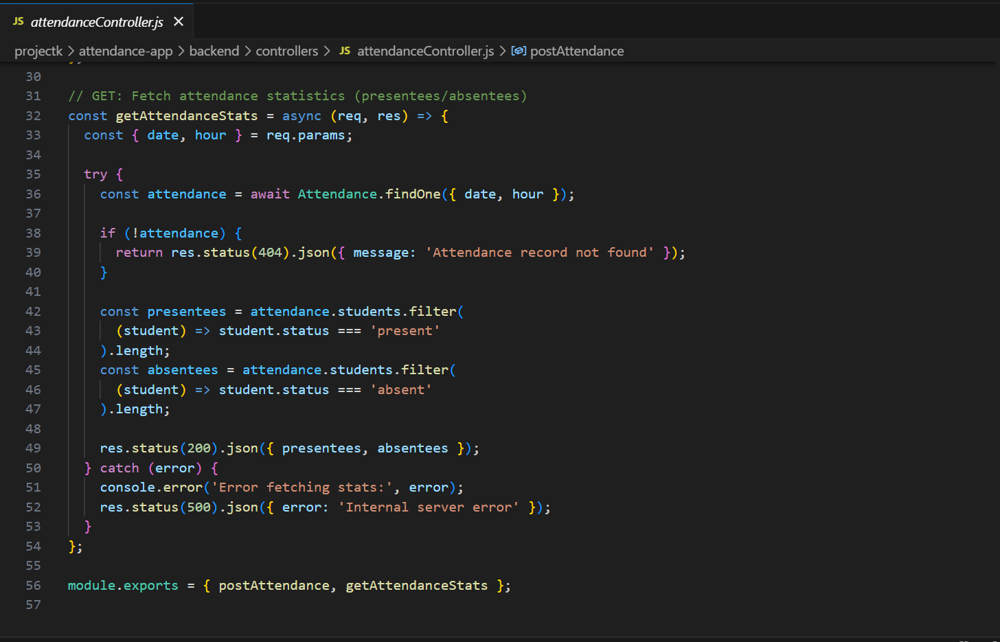 JS attendanceController.js ✕
projectk > attendance-app > backend > controllers > JS attendanceController.js > postAttendance
30
31 // GET: Fetch attendance statistics (presentees/absentees)
32 const getAttendanceStats = async (req, res) => {
33   const { date, hour } = req.params;
34
35   try {
36     const attendance = await Attendance.findOne({ date, hour });
37
38     if (!attendance) {
39       return res.status(404).json({ message: 'Attendance record not found' });
40     }
41
42     const presentees = attendance.students.filter(
43       (student) => student.status === 'present'
44     ).length;
45     const absentees = attendance.students.filter(
46       (student) => student.status === 'absent'
47     ).length;
48
49     res.status(200).json({ presentees, absentees });
50   } catch (error) {
51     console.error('Error fetching stats:', error);
52     res.status(500).json({ error: 'Internal server error' });
53   }
54 };
55
56 module.exports = { postAttendance, getAttendanceStats };
57